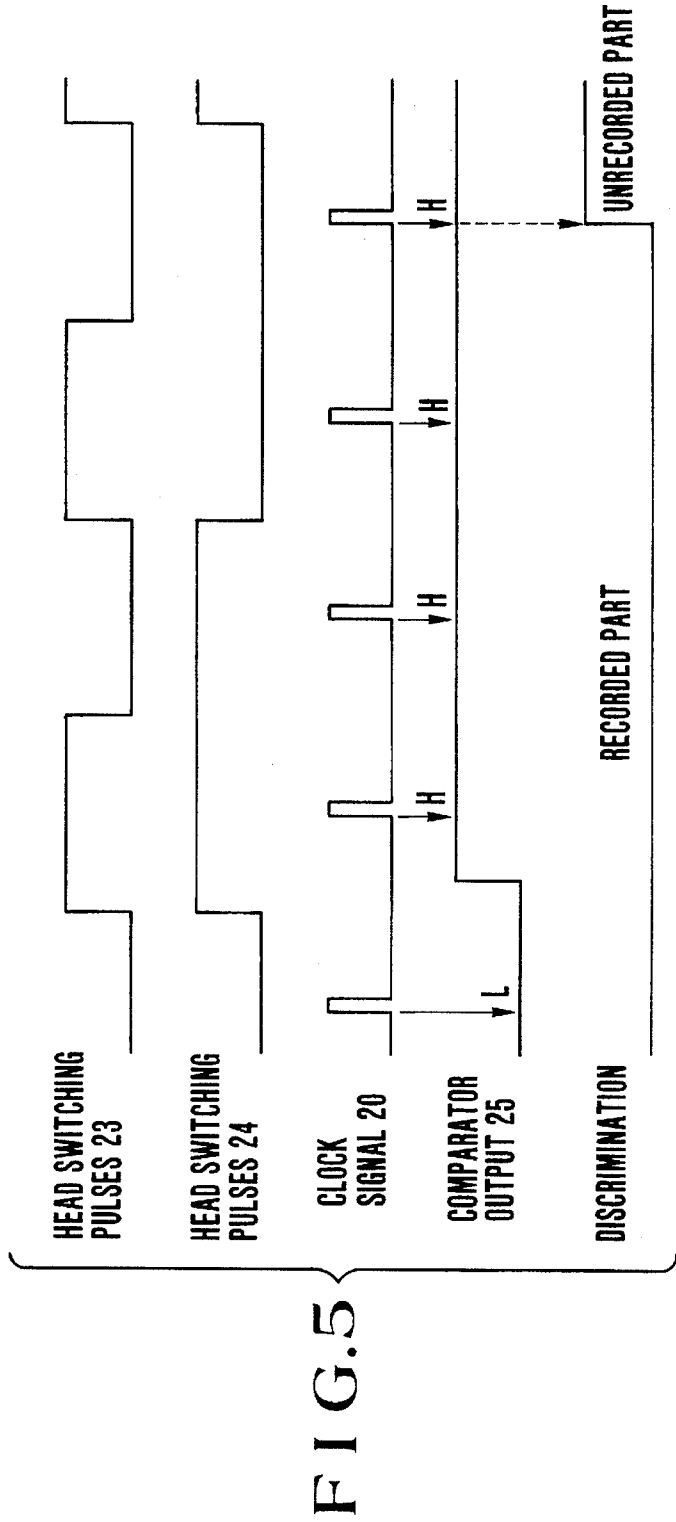 HEAD SWITCHING
PULSES 23
HEAD SWITCHING
PULSES 24
CLOCK
SIGNAL 20
COMPARATOR
OUTPUT 25
L
H
H
H
H
DISCRIMINATION
RECORDED PART
UNRECORDED PART
FIG.5